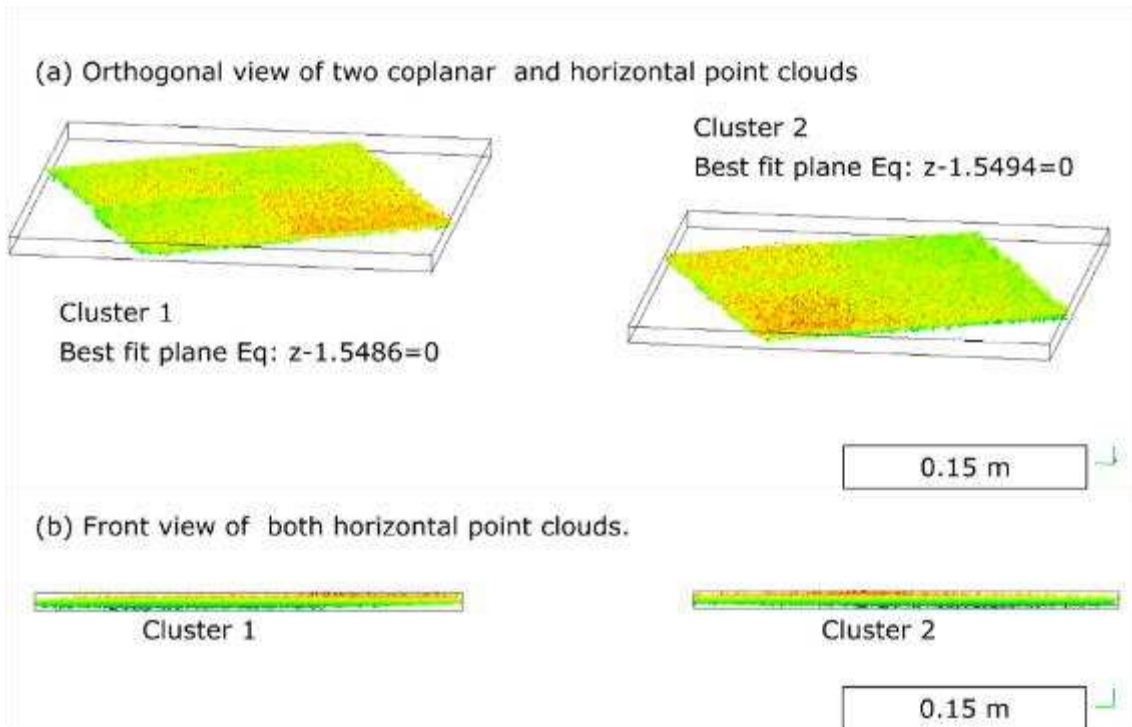 (a) Orthogonal view of two coplanar and horizontal point clouds
Cluster 2
Best fit plane Eq: z-1.5494=0
Cluster 1
Best fit plane Eq: z-1.5486=0
0.15 m
(b) Front view of both horizontal point clouds.
Cluster 1
Cluster 2
0.15 m